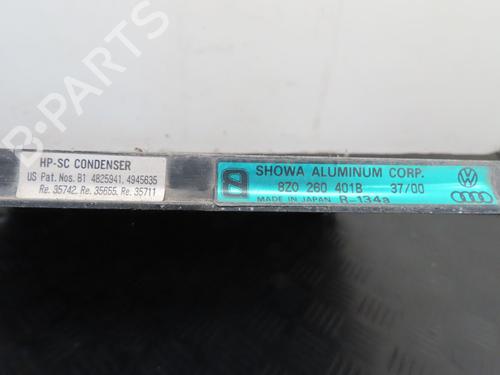 HP-SC CONDENSER
US Pat. Nos. B1 4825941, 4945635
Re. 35742. Re. 35655. Re. 35711
SHOWA ALUMINUM CORP.
8Z0 260 401B 37/00
MADE IN JAPAN R-134a